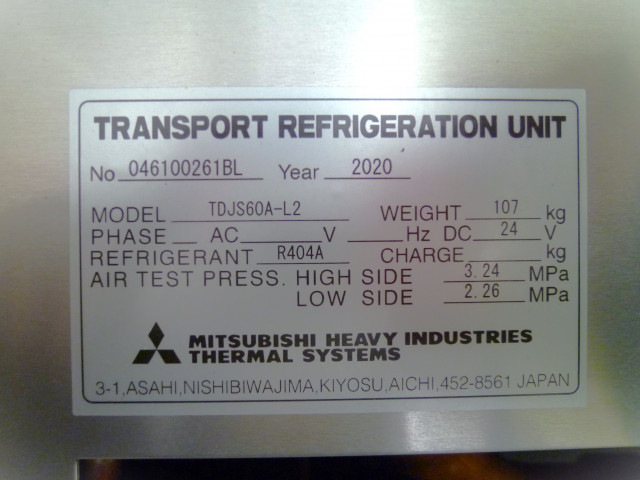 TRANSPORT REFRIGERATION UNIT
No 046100261BL Year 2020
MODEL TDJS60A-L2 WEIGHT 107 kg
PHASE AC V Hz DC 24 V
REFRIGERANT R404A CHARGE kg
AIR TEST PRESS. HIGH SIDE 3.24 MPa
LOW SIDE 2.26 MPa
MITSUBISHI HEAVY INDUSTRIES
THERMAL SYSTEMS
3-1,ASAHI,NISHIBIWAJIMA,KIYOSU,AICHI,452-8561 JAPAN